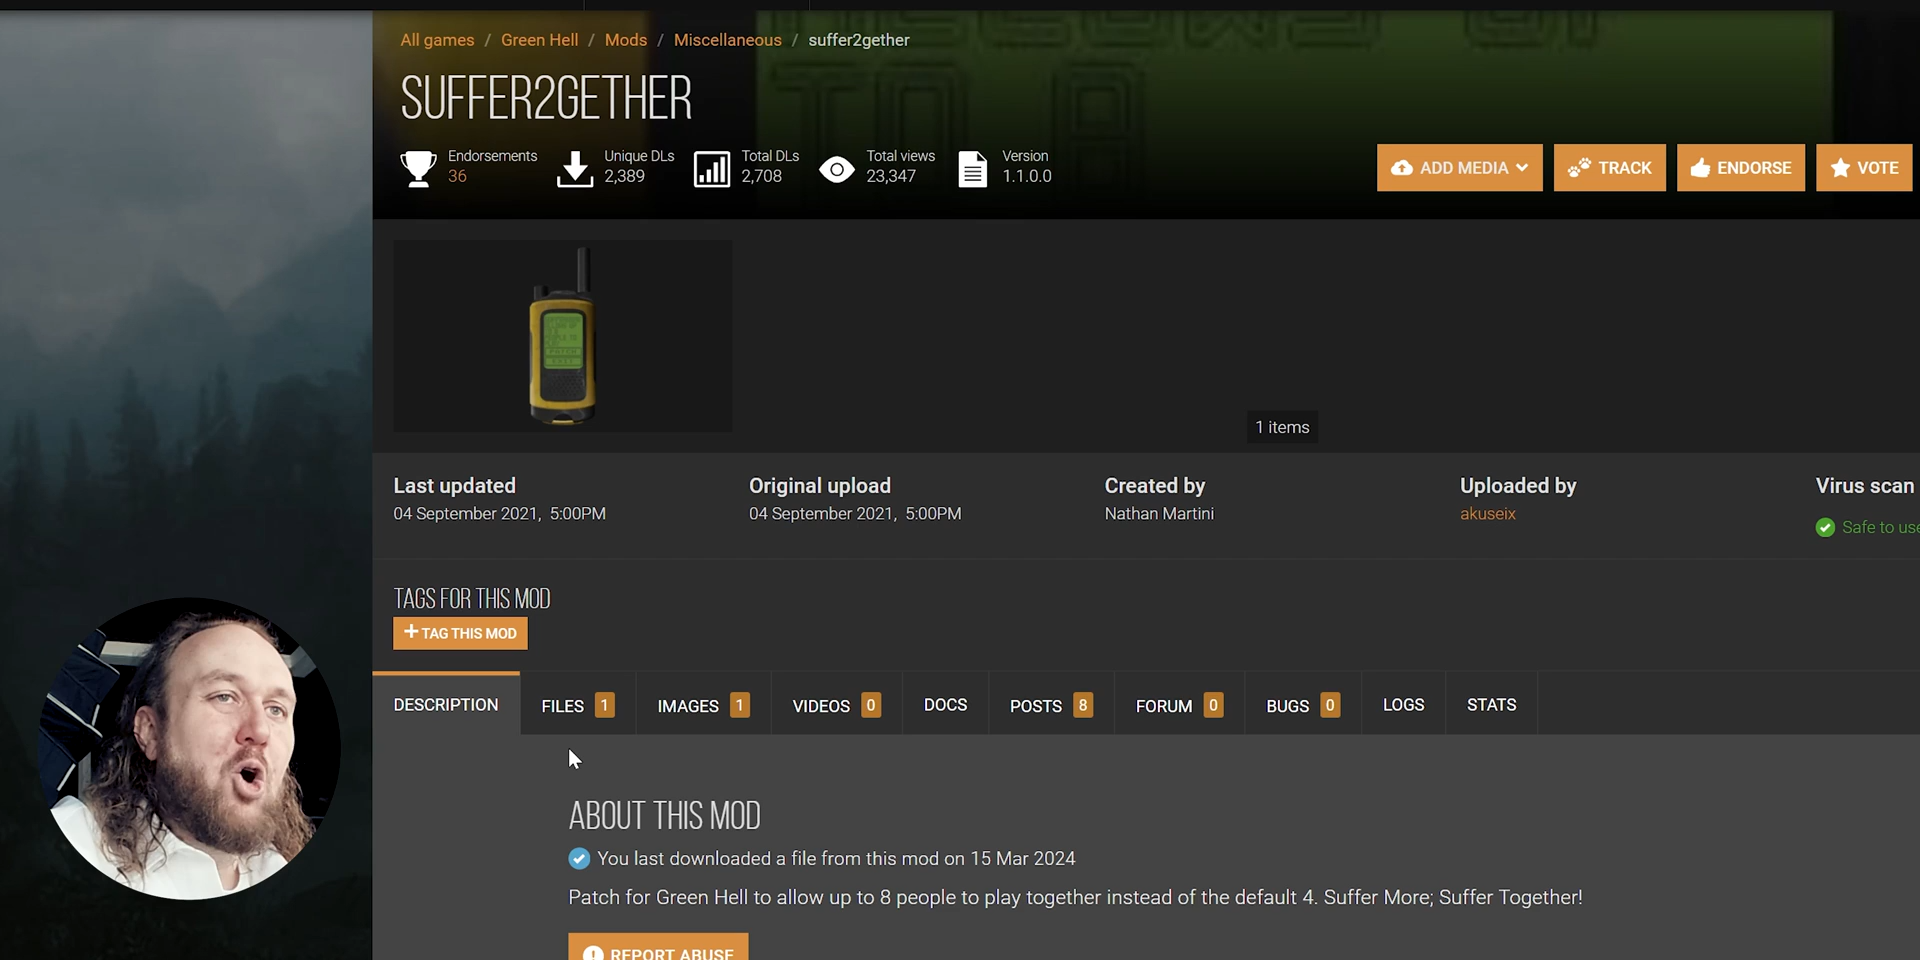 All games / Green Hell / Mods / Miscellaneous / suffer2gether
SUFFER2GETHER
Endorsements
36
Unique DLs
2,389
Total DLs
2,708
Total views
23,347
Version
1.1.0.0
ADD MEDIA
TRACK
ENDORSE
VOTE
1 items
Last updated
04 September 2021, 5:00PM
Original upload
04 September 2021, 5:00PM
Created by
Nathan Martini
Uploaded by
akuseix
Virus scan
Safe to use
TAGS FOR THIS MOD
+ TAG THIS MOD
DESCRIPTION
FILES 1
IMAGES 1
VIDEOS 0
DOCS
POSTS 8
FORUM 0
BUGS 0
LOGS
STATS
ABOUT THIS MOD
You last downloaded a file from this mod on 15 Mar 2024
Patch for Green Hell to allow up to 8 people to play together instead of the default 4. Suffer More; Suffer Together!
REPORT ABUSE